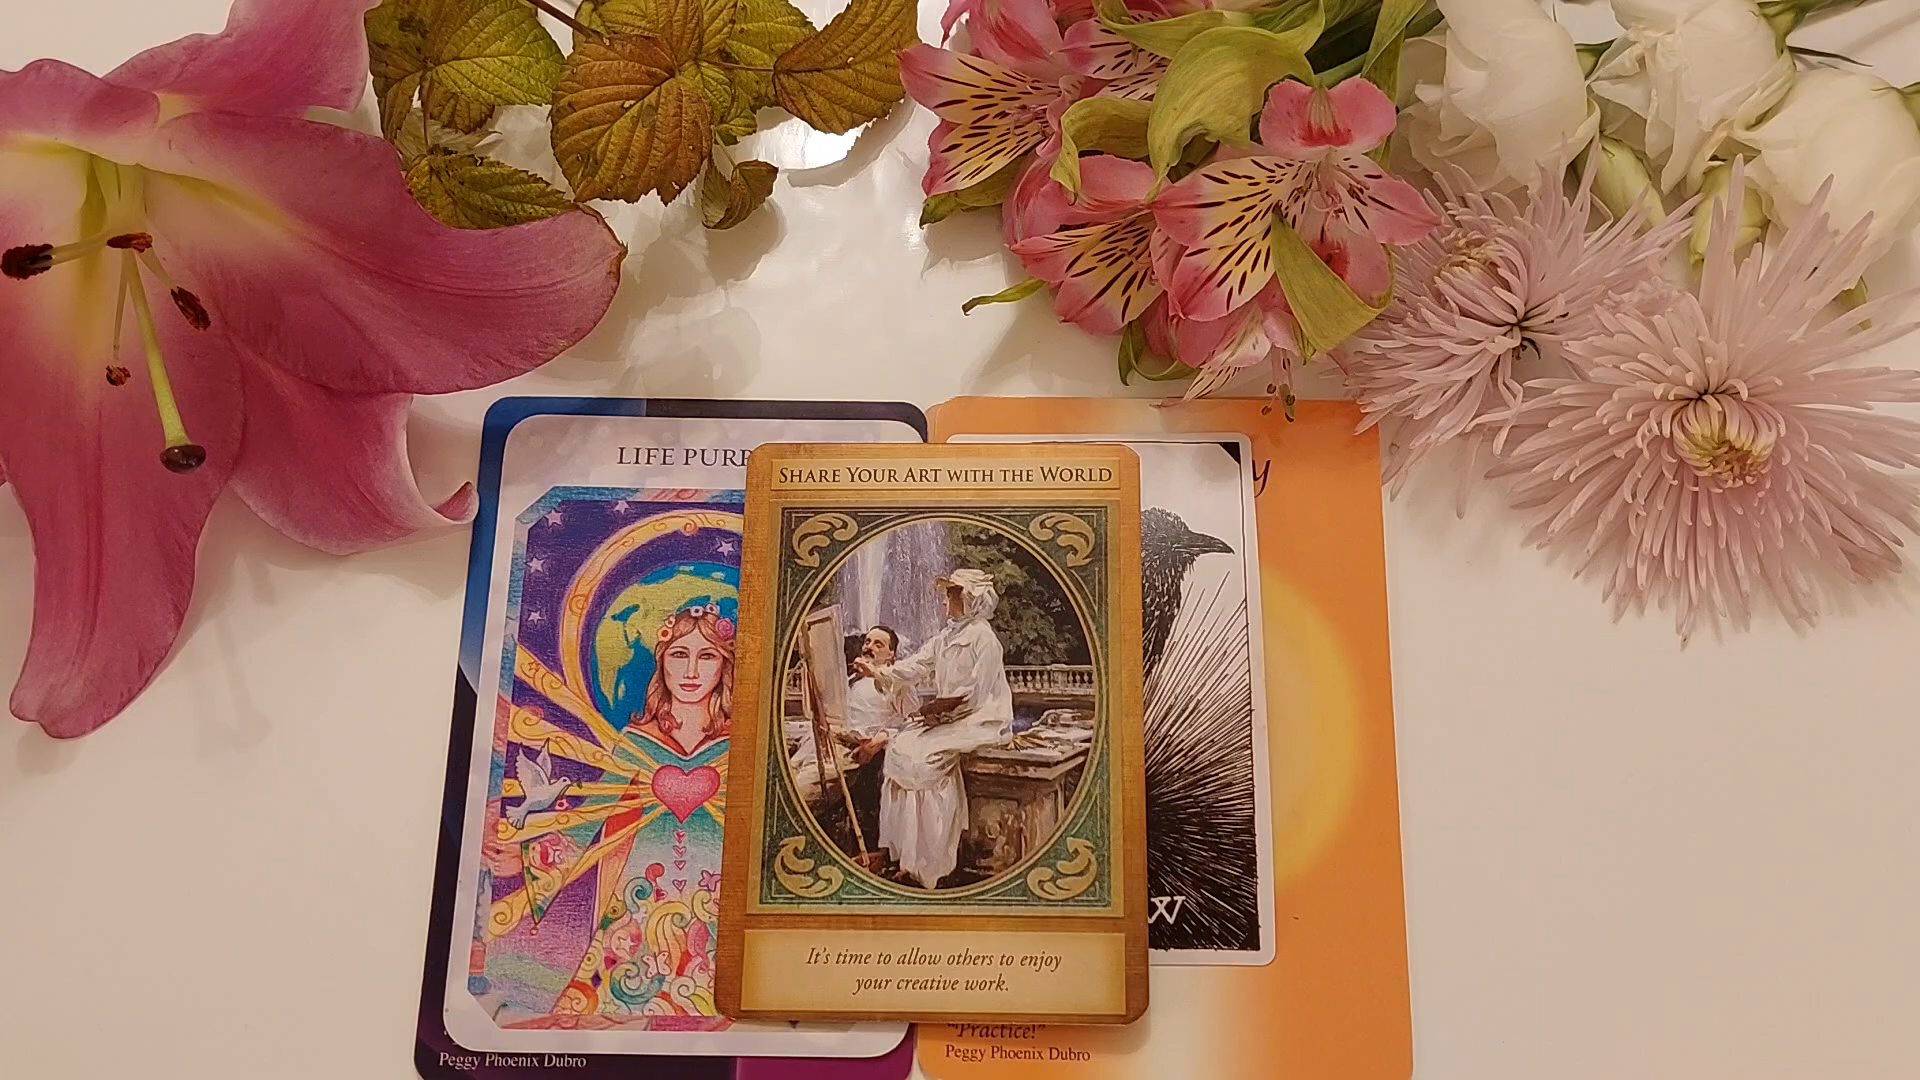 LIFE PURP
SHARE YOUR ART WITH THE WORLD
y
W
It's time to allow others to enjoy
your creative work.
"Practice!"
Peggy Phoenix Dubro
Peggy Phoenix Dubro